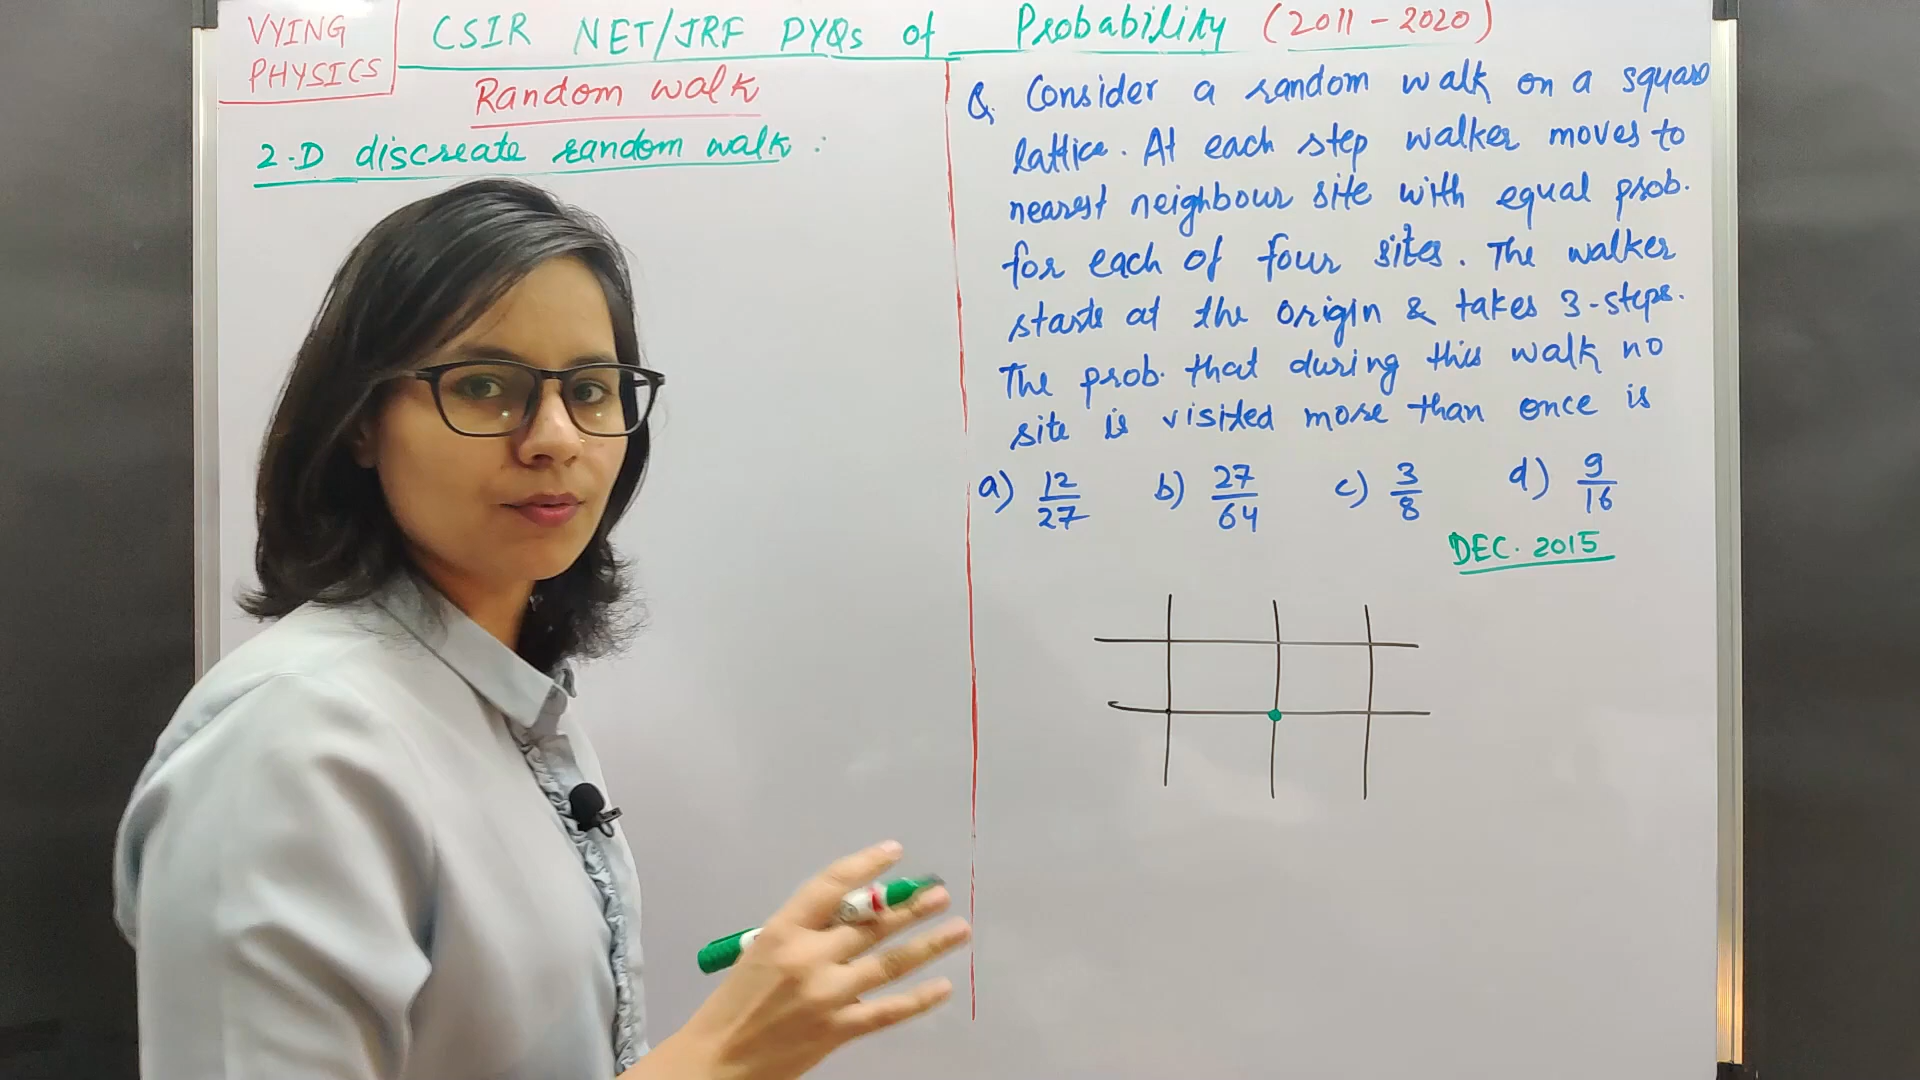 VYING
PHYSICS
CSIR NET/JRF PYQs of Probability (2011-2020)
Random walk
2-D discreate random walk :
Q. Consider a random walk on a square
lattice. At each step walker moves to
nearest neighbour site with equal prob.
for each of four sites. The walker
starts at the origin & takes 3-steps.
The prob. that during this walk no
site is visited more than once is
a) 12/27 b) 27/64 c) 3/8 d) 9/16
DEC. 2015